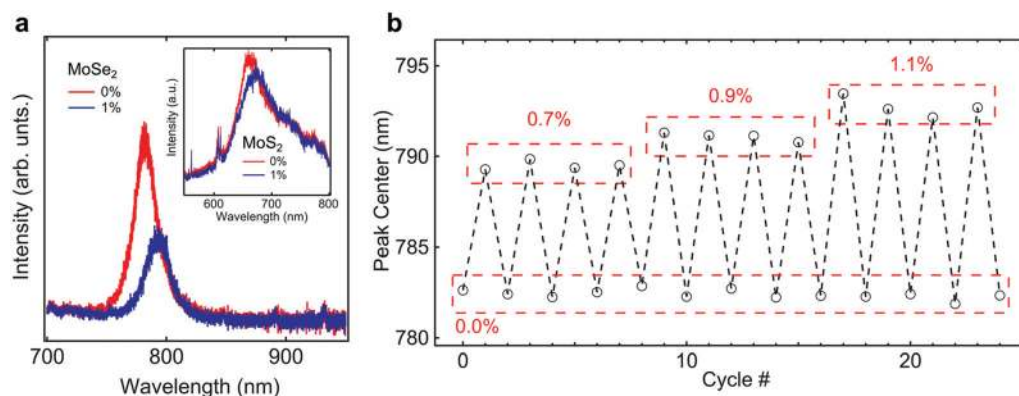 a
MoSe2
0%
1%
Intensity (arb. unts.)
700
800
900
Wavelength (nm)
Intensity (a.u.)
MoS2
0%
1%
600
700
800
Wavelength (nm)
b
795
790
785
780
Peak Center (nm)
0.7%
0.9%
1.1%
0.0%
0
10
20
Cycle #